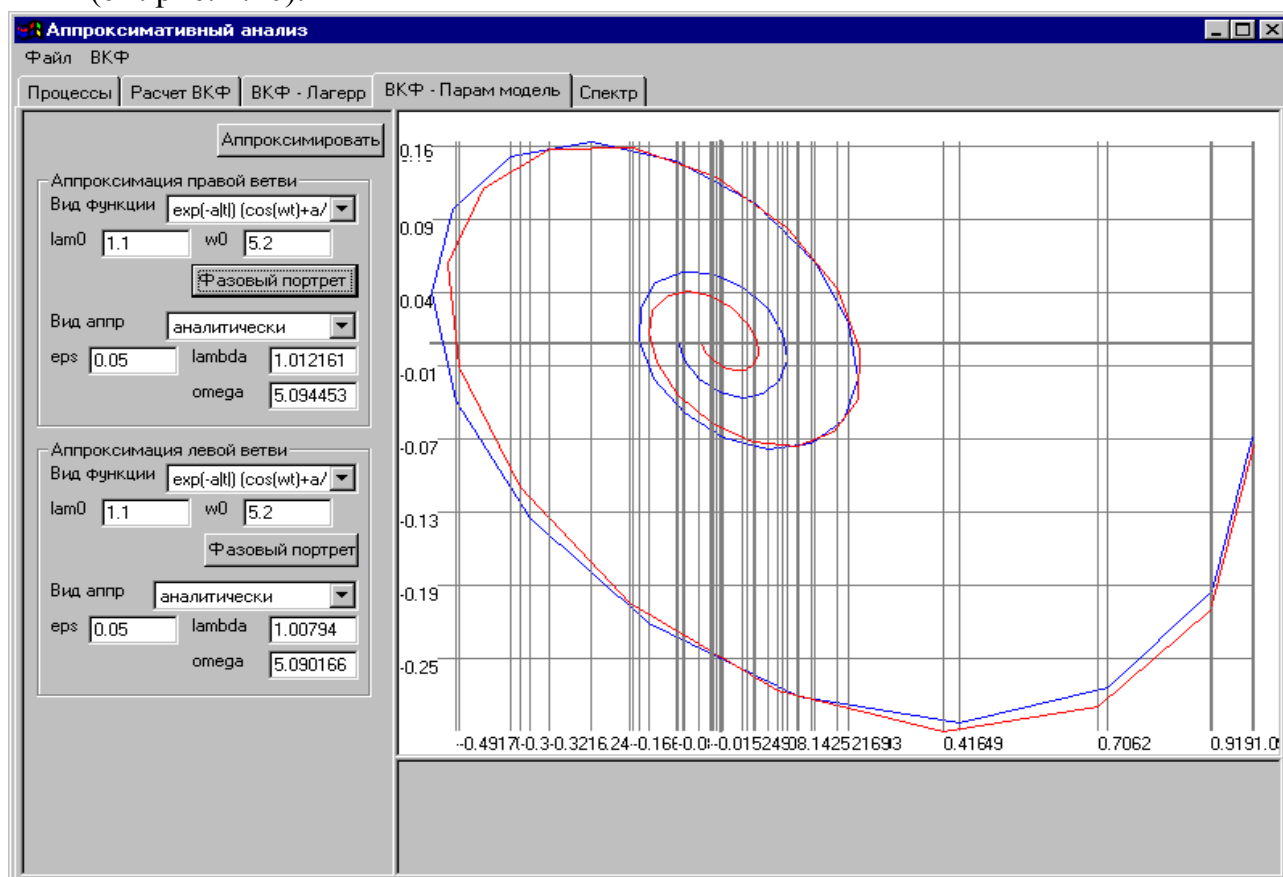 Аппроксимативный анализ
Файл ВКФ
Процессы Расчет ВКФ ВКФ - Лагерр ВКФ - Парам модель Спектр
Аппроксимировать
Аппроксимация правой ветви
Вид функции exp(-a|t|) (cos(wt)+a/
lam0 1.1 w0 5.2
Фазовый портрет
Вид аппр аналитически
eps 0.05 lambda 1.012161
omega 5.094453
Аппроксимация левой ветви
Вид функции exp(-a|t|) (cos(wt)+a/
lam0 1.1 w0 5.2
Фазовый портрет
Вид аппр аналитически
eps 0.05 lambda 1.00794
omega 5.090166
0.16
0.09
0.04
-0.01
-0.07
-0.13
-0.19
-0.25
0.41649 0.7062